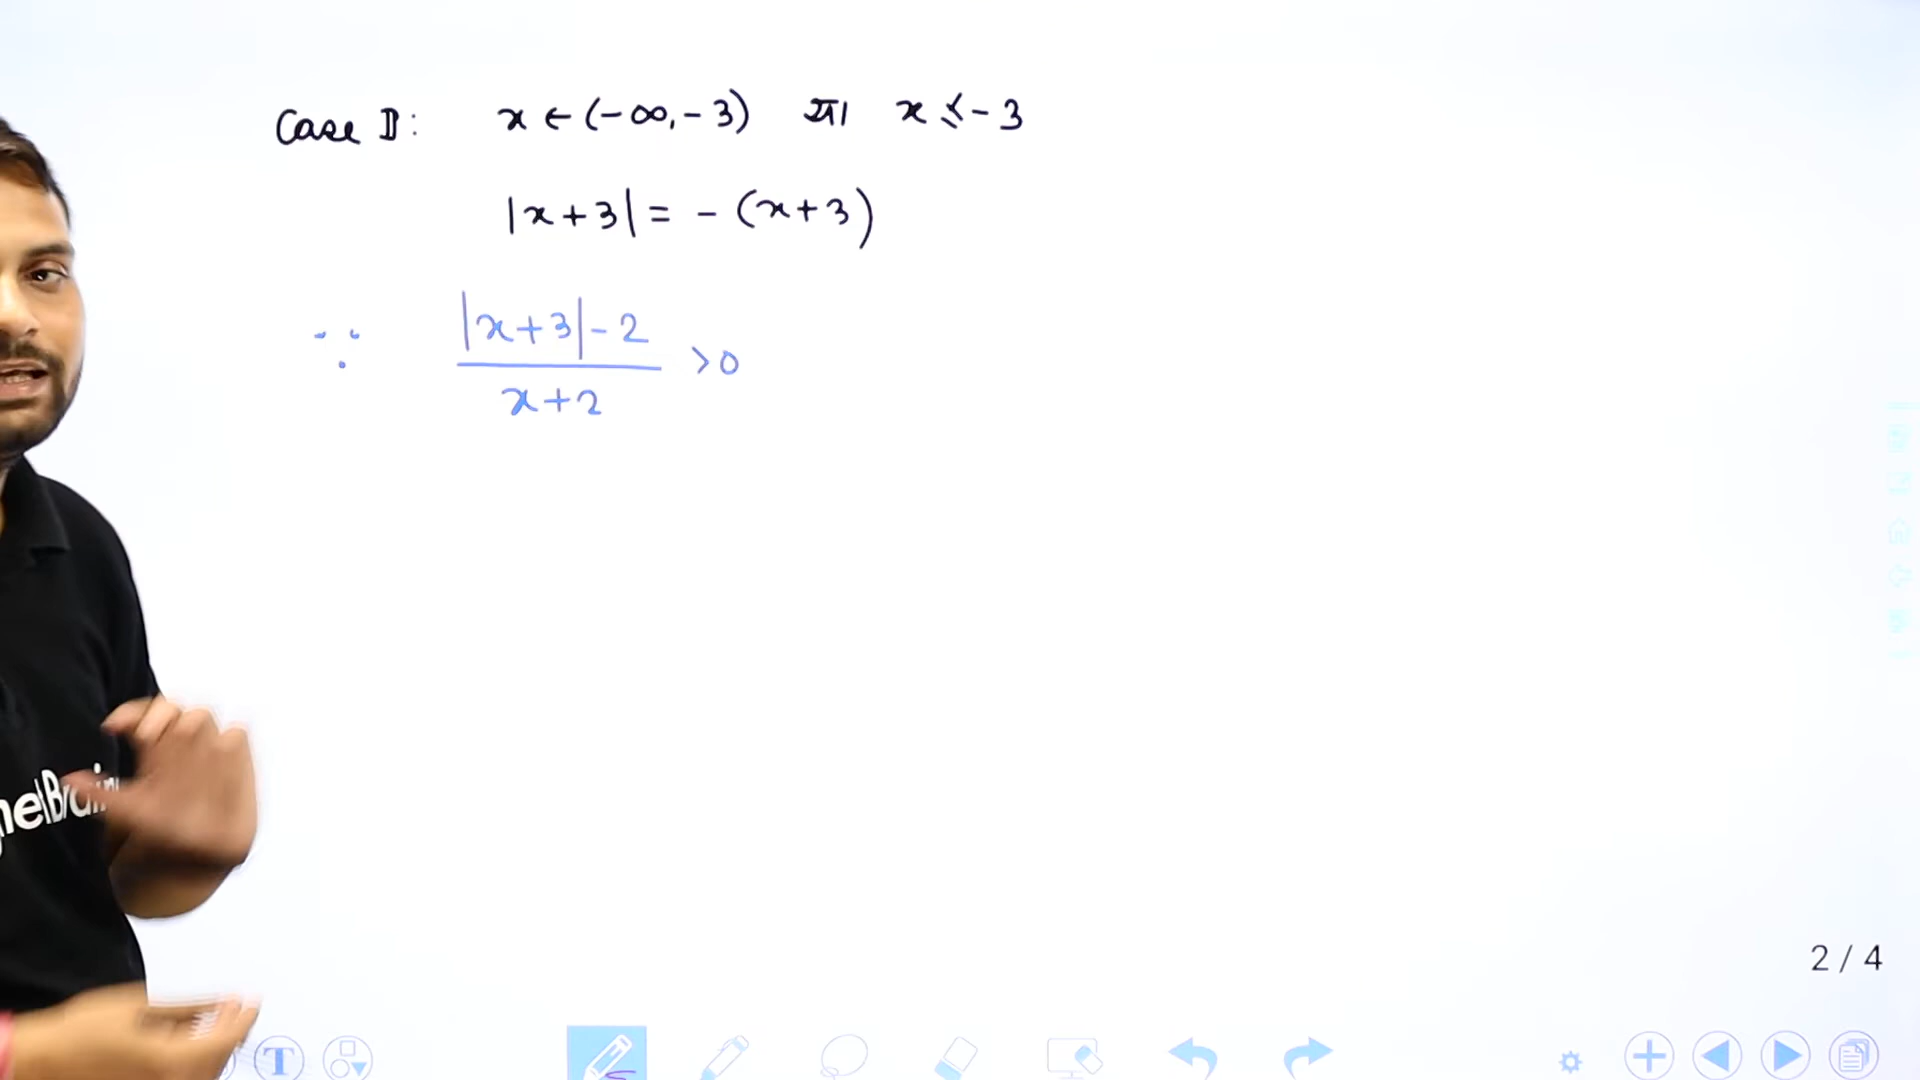 Case II: x ∈ (-∞, -3) या x ≤ -3
|x+3| = - (x+3)
∵ |x+3| - 2 / x+2 > 0
2 / 4
T